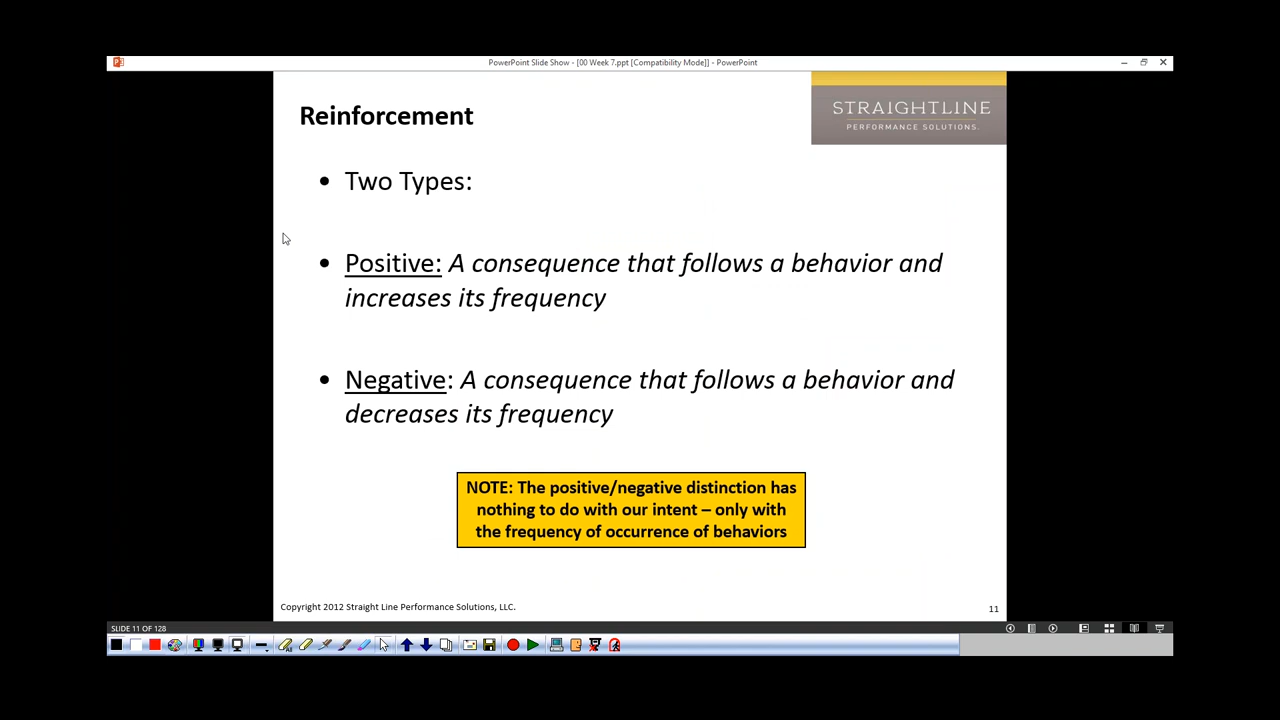 PowerPoint Slide Show - [00 Week 7.ppt [Compatibility Mode]] - PowerPoint
Reinforcement
STRAIGHTLINE
PERFORMANCE SOLUTIONS.
• Two Types:
• Positive: A consequence that follows a behavior and
increases its frequency
• Negative: A consequence that follows a behavior and
decreases its frequency
NOTE: The positive/negative distinction has
nothing to do with our intent – only with
the frequency of occurrence of behaviors
Copyright 2012 Straight Line Performance Solutions, LLC.
11
SLIDE 11 OF 128